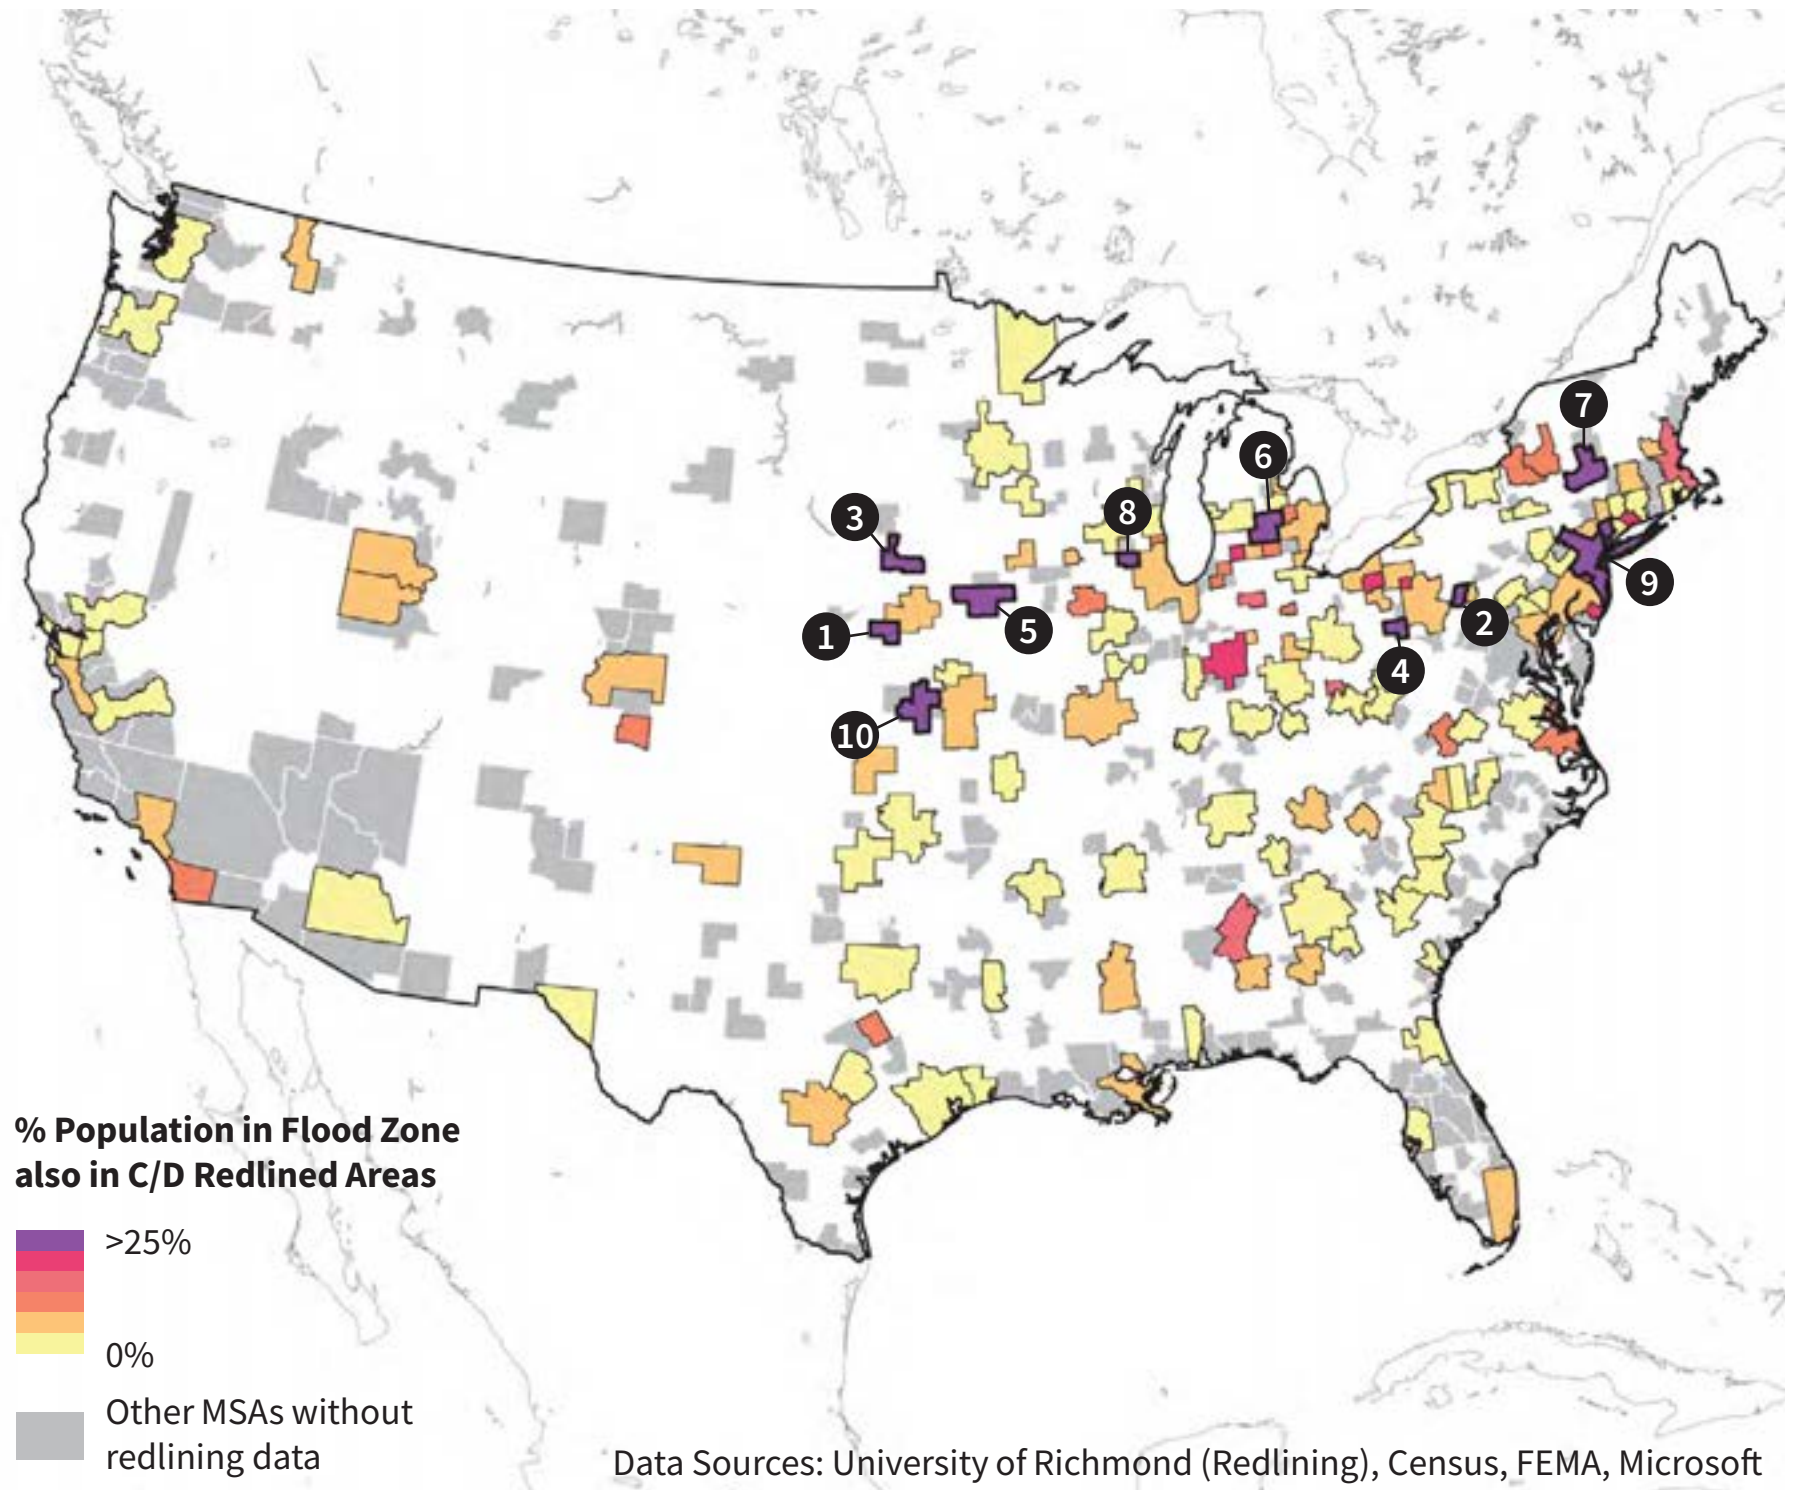 7
6
3
8
9
1
5
2
4
10
% Population in Flood Zone
also in C/D Redlined Areas
>25%
0%
Other MSAs without
redlining data
Data Sources: University of Richmond (Redlining), Census, FEMA, Microsoft